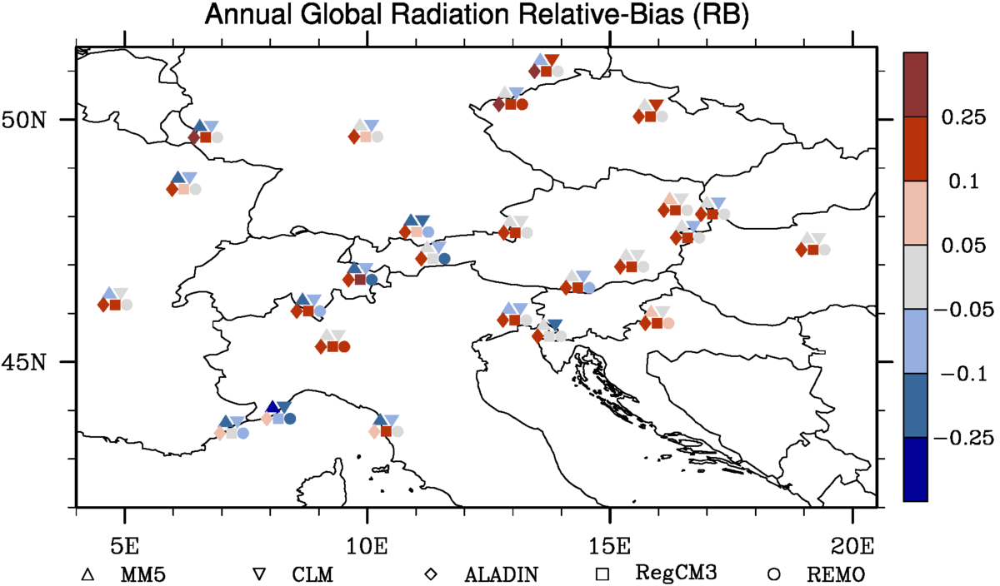 Annual Global Radiation Relative-Bias (RB)
50N
45N
5E 10E 15E 20E
0.25
0.1
0.05
−0.05
−0.1
−0.25
MM5 CLM ALADIN RegCM3 REMO